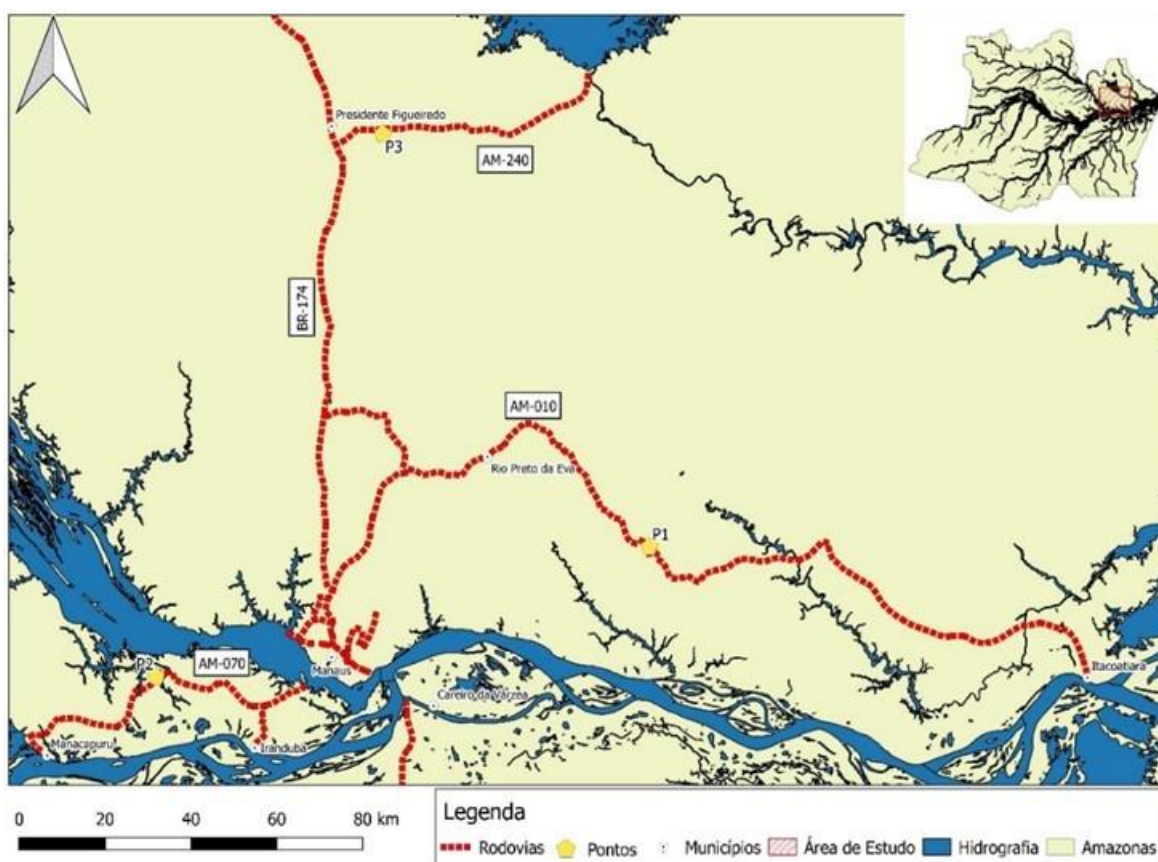 Presidente Figueiredo
P3
AM-240
BR-174
AM-010
Rio Preto da Eva
P1
P2
AM-070
Manaus
Careiro da Várzea
Itacoatiara
Manacapuru
Iranduba
0 20 40 60 80 km
Legenda
Rodovias Pontos Municípios Área de Estudo Hidrografia Amazonas